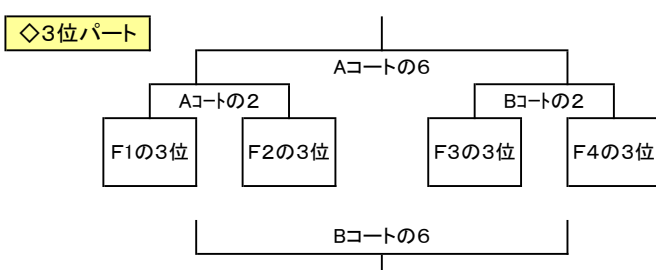 ◇3位パート
Aコートの6
Aコートの2
Bコートの2
F1の3位
F2の3位
F3の3位
F4の3位
Bコートの6